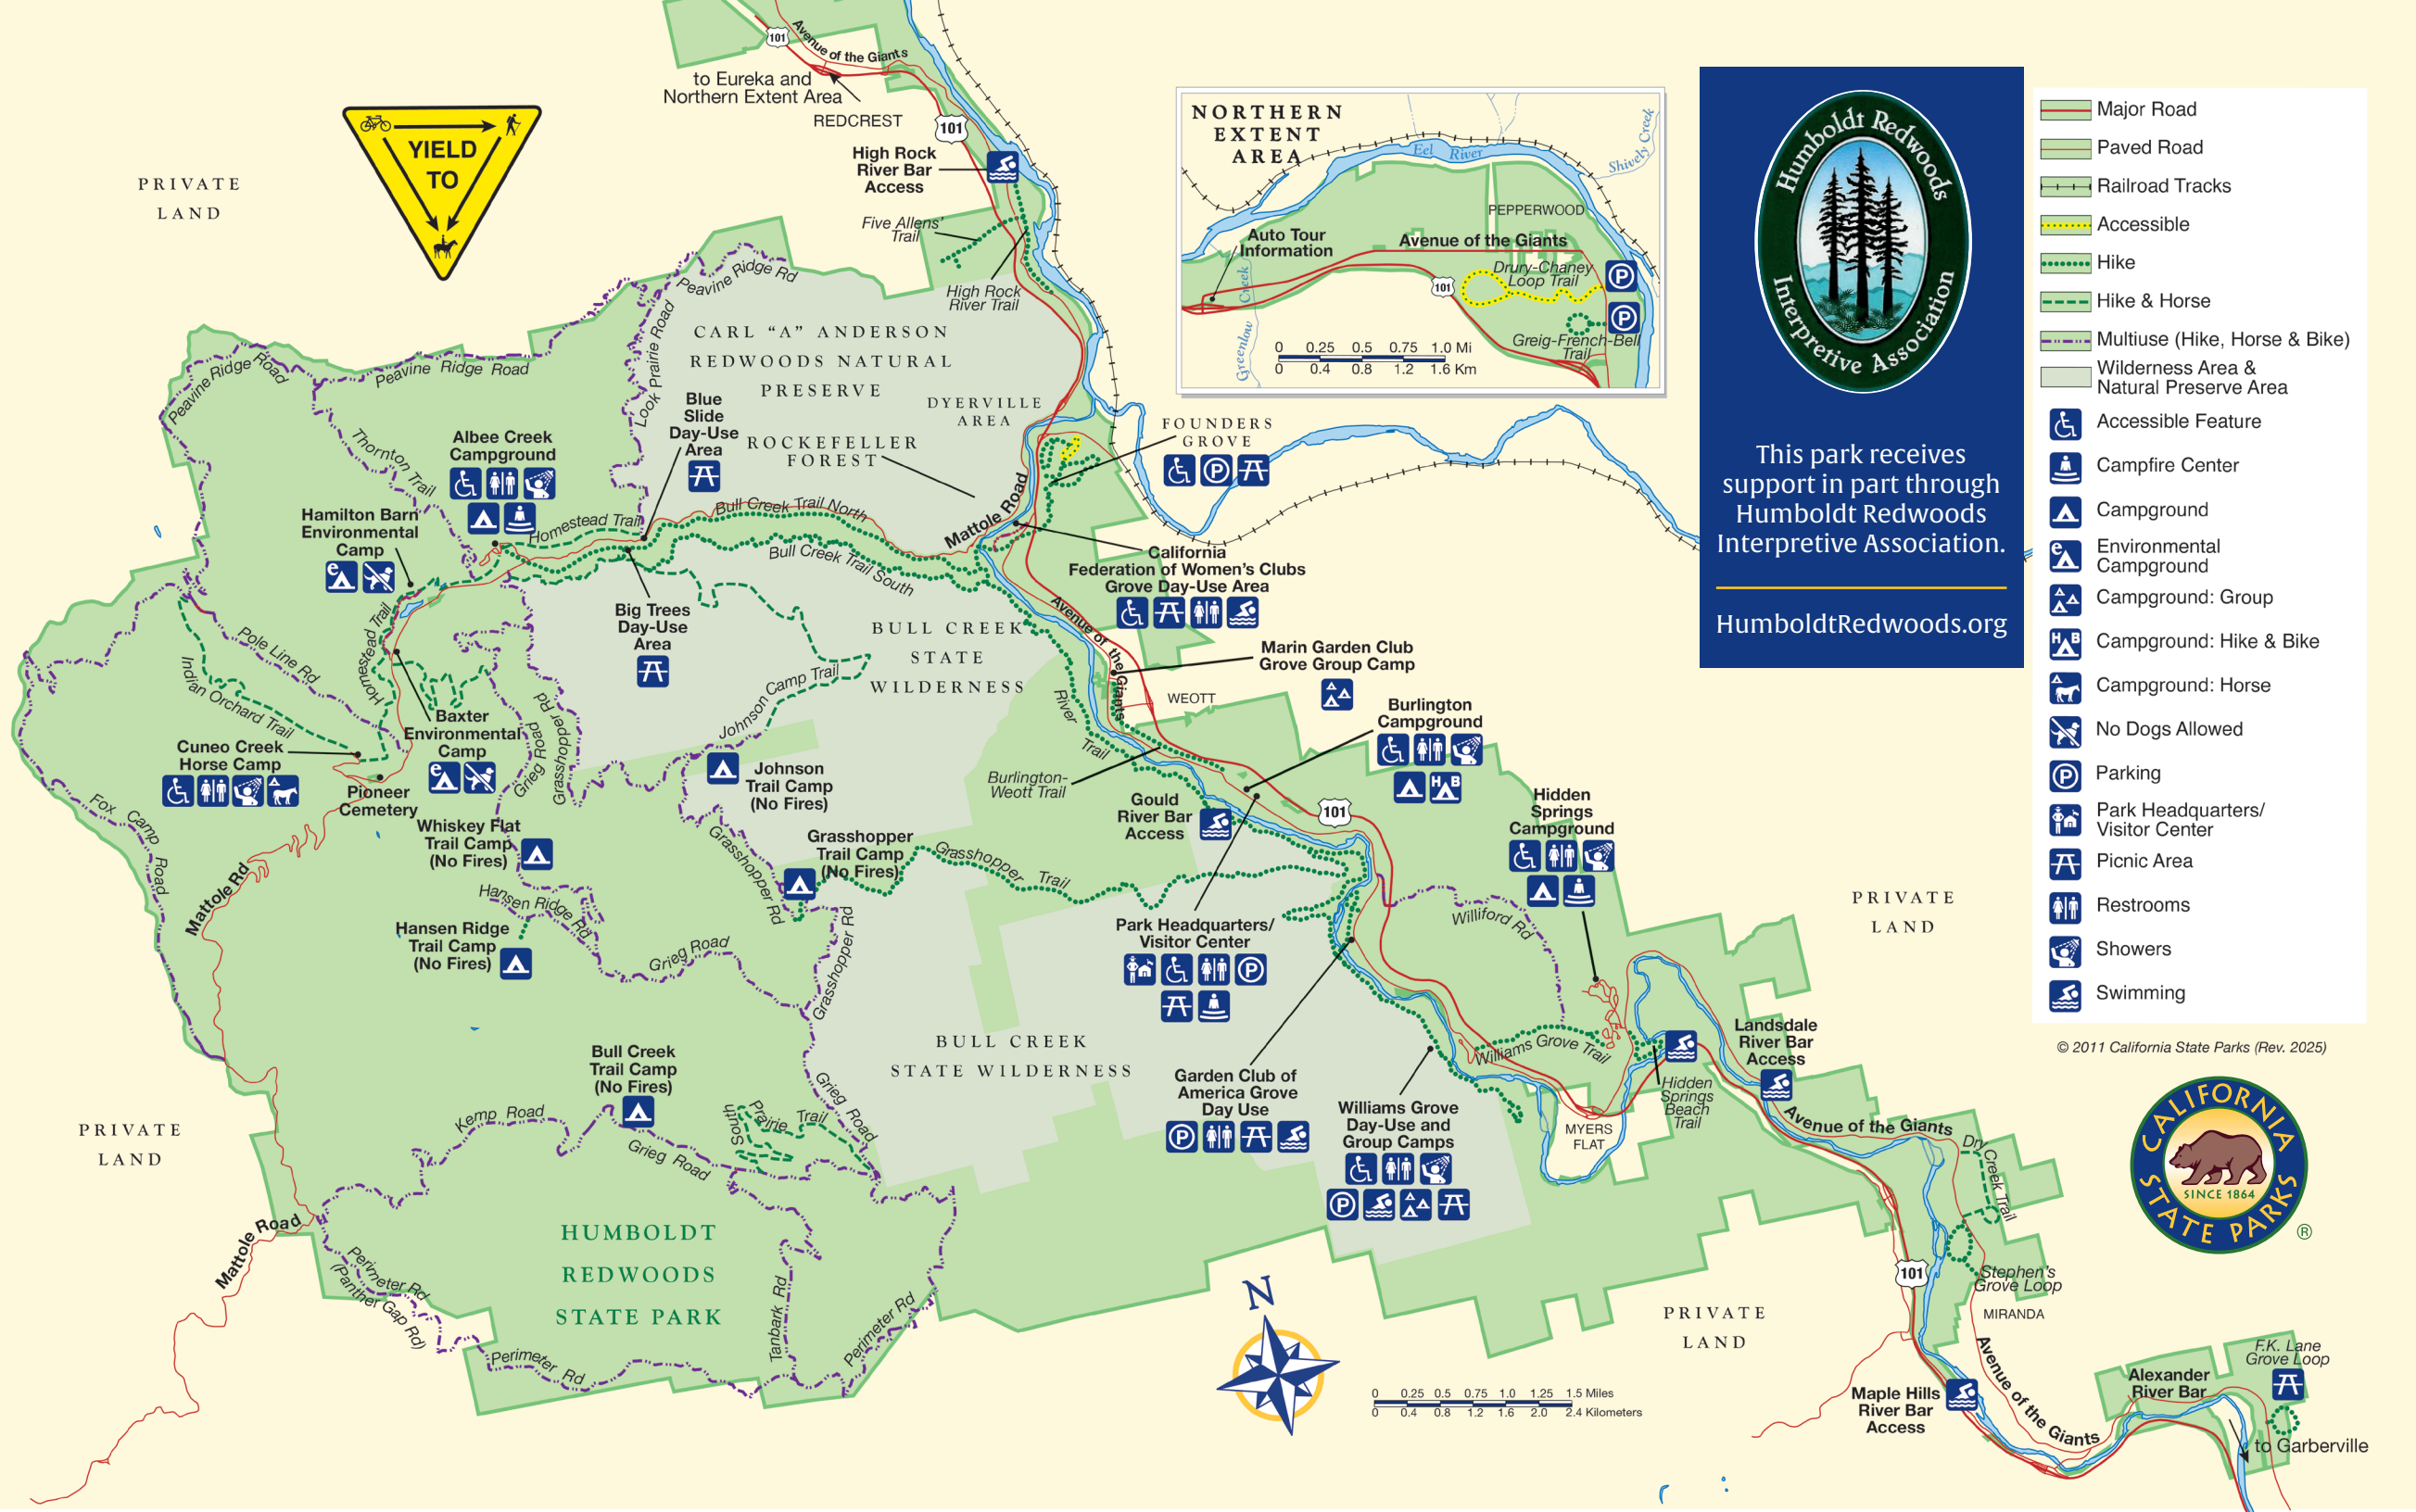 101
Avenue of the Giants
to Eureka and
Northern Extent Area
REDCREST
101
High Rock
River Bar
Access
Five Allens'
Trail
High Rock
River Trail
YIELD
TO
PRIVATE
LAND
NORTHERN
EXTENT
AREA
Eel River
Shively Creek
PEPPERWOOD
Auto Tour
Information
Avenue of the Giants
Greenlow Creek
101
Drury-Chaney
Loop Trail
Greig-French-Bell
Trail
0 0.25 0.5 0.75 1.0 Mi
0 0.4 0.8 1.2 1.6 Km
Humboldt Redwoods
Interpretive Association
This park receives
support in part through
Humboldt Redwoods
Interpretive Association.
HumboldtRedwoods.org
Major Road
Paved Road
Railroad Tracks
Accessible
Hike
Hike & Horse
Multiuse (Hike, Horse & Bike)
Wilderness Area &
Natural Preserve Area
Accessible Feature
Campfire Center
Campground
Environmental
Campground
Campground: Group
Campground: Hike & Bike
Campground: Horse
No Dogs Allowed
Parking
Park Headquarters/
Visitor Center
Picnic Area
Restrooms
Showers
Swimming
© 2011 California State Parks (Rev. 2025)
CALIFORNIA
STATE PARKS
SINCE 1864
®
Peavine Ridge Rd
Look Prairie Road
Peavine Ridge Road
Peavine Ridge Road
Thornton Trail
CARL “A” ANDERSON
REDWOODS NATURAL
PRESERVE
DYERVILLE
AREA
ROCKEFELLER
FOREST
Blue
Slide
Day-Use
Area
FOUNDERS
GROVE
Albee Creek
Campground
Hamilton Barn
Environmental
Camp
Homestead Trail
Bull Creek Trail North
Bull Creek Trail South
Mattole Road
California
Federation of Women's Clubs
Grove Day-Use Area
Big Trees
Day-Use
Area
BULL CREEK
STATE
WILDERNESS
Avenue of the Giants
Marin Garden Club
Grove Group Camp
WEOTT
River Trail
Burlington
Campground
Burlington-
Weott Trail
Gould
River Bar
Access
101
Hidden
Springs
Campground
Homestead Trail
Pole Line Rd
Indian Orchard Trail
Cuneo Creek
Horse Camp
Pioneer
Cemetery
Baxter
Environmental
Camp
Grieg Road
Grasshopper Rd
Johnson Camp Trail
Johnson
Trail Camp
(No Fires)
Whiskey Flat
Trail Camp
(No Fires)
Grasshopper
Trail Camp
(No Fires)
Grasshopper Rd
Grasshopper Trail
Fox Camp Road
Mattole Rd
Hansen Ridge Rd
Hansen Ridge
Trail Camp
(No Fires)
Grieg Road
Grasshopper Rd
Park Headquarters/
Visitor Center
Williford Rd
PRIVATE
LAND
BULL CREEK
STATE WILDERNESS
Garden Club of
America Grove
Day Use
Williams Grove Trail
Williams Grove
Day-Use and
Group Camps
MYERS
FLAT
Hidden
Springs
Beach
Trail
Landsdale
River Bar
Access
Avenue of the Giants
Dry Creek Trail
Bull Creek
Trail Camp
(No Fires)
Kemp Road
Grieg Road
South Prairie Trail
Grieg Road
PRIVATE
LAND
Mattole Road
Perimeter Rd
(Panther Gap Rd)
HUMBOLDT
REDWOODS
STATE PARK
Tanbark Rd
Perimeter Rd
Perimeter Rd
N
0 0.25 0.5 0.75 1.0 1.25 1.5 Miles
0 0.4 0.8 1.2 1.6 2.0 2.4 Kilometers
PRIVATE
LAND
101
Stephen's
Grove Loop
MIRANDA
Avenue of the Giants
Maple Hills
River Bar
Access
Alexander
River Bar
F.K. Lane
Grove Loop
to Garberville